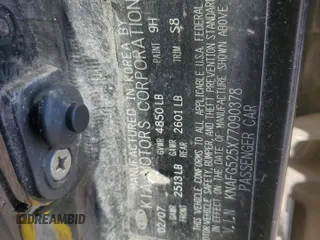 MANUFACTURED IN KOREA BY
KIA MOTORS CORPORATION
02/07 GVWR 4850LB PAINT 9H
GAWR FRONT 2513LB GAWR REAR 2601LB TRIM S8
THIS VEHICLE CONFORMS TO ALL APPLICABLE U.S.A FEDERAL
MOTOR VEHICLE SAFETY, BUMPER, AND THEFT PREVENTION
STANDARDS IN EFFECT ON THE DATE OF MANUFACTURE SHOWN ABOVE
V.I.N KNAFG525X77090378
PASSENGER CAR